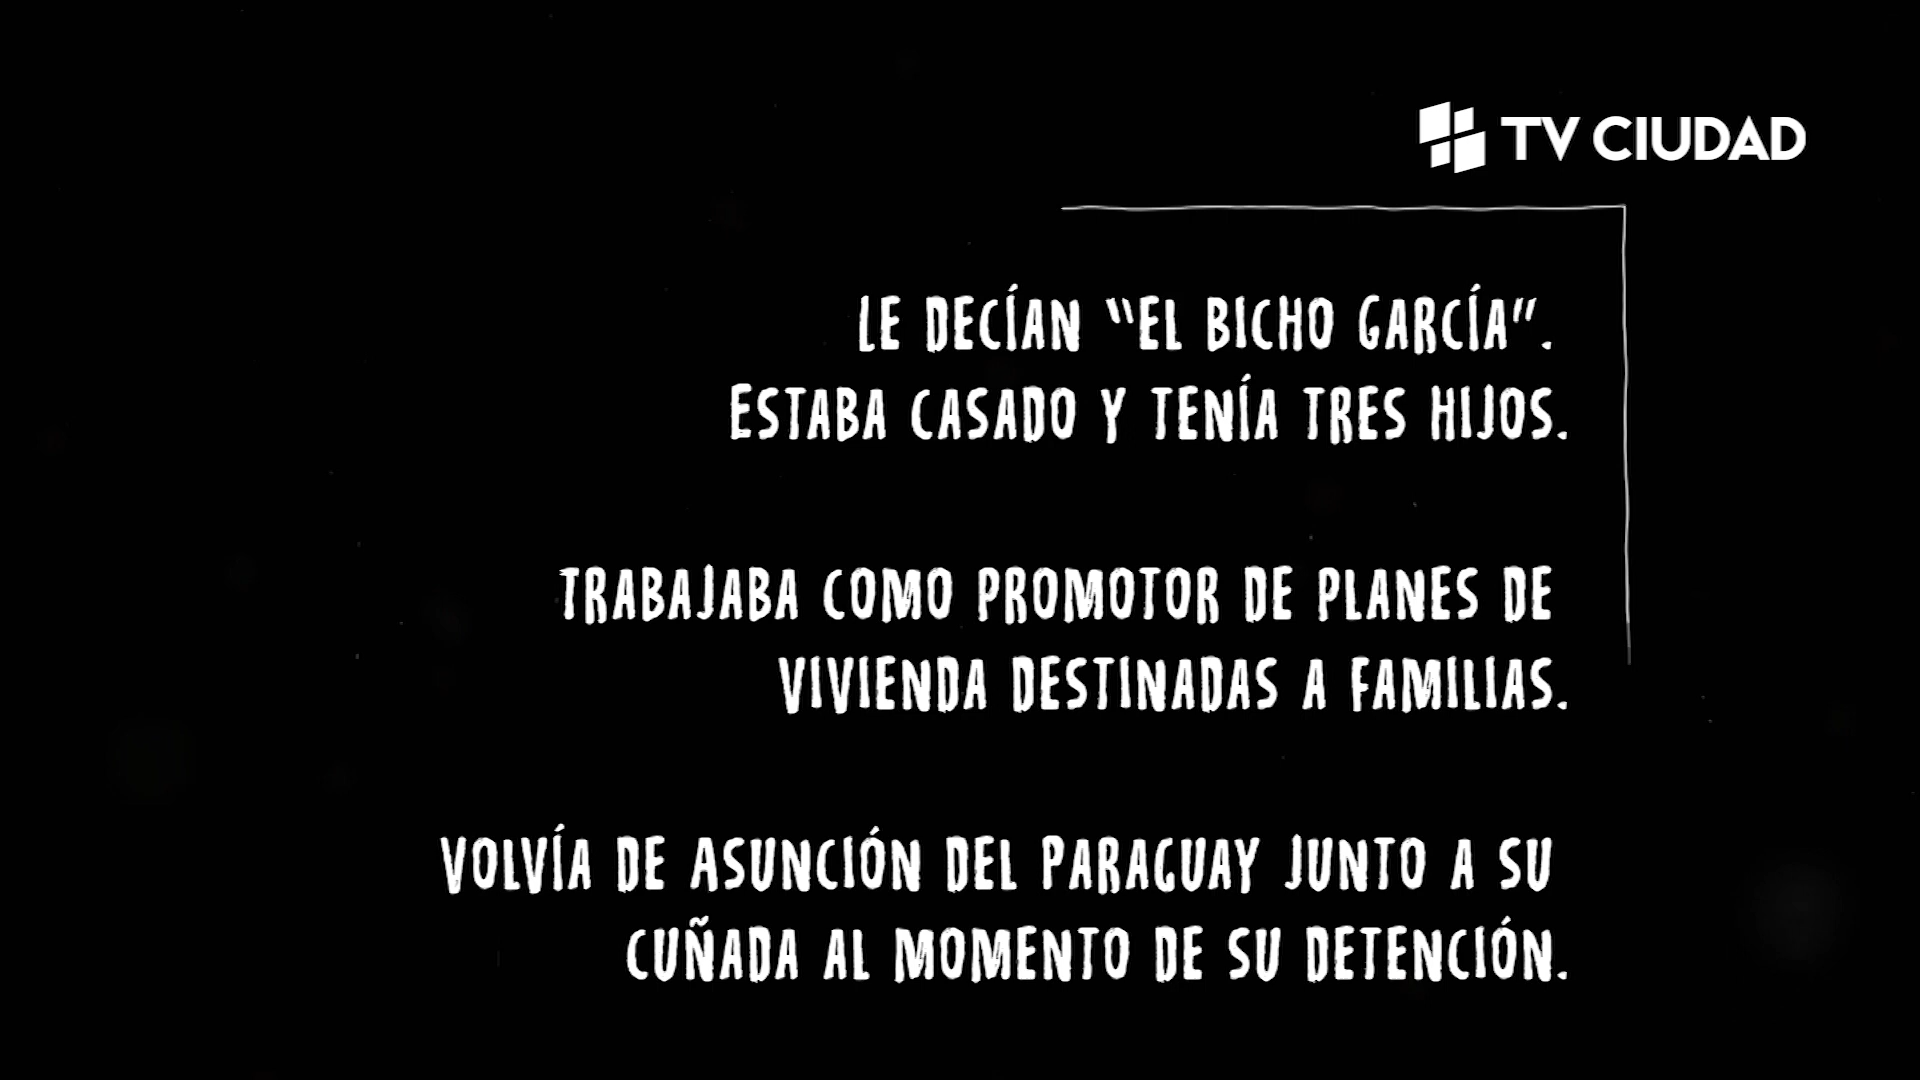 TV CIUDAD
LE DECÍAN "EL BICHO GARCÍA".
ESTABA CASADO Y TENÍA TRES HIJOS.
TRABAJABA COMO PROMOTOR DE PLANES DE
VIVIENDA DESTINADAS A FAMILIAS.
VOLVÍA DE ASUNCIÓN DEL PARAGUAY JUNTO A SU
CUÑADA AL MOMENTO DE SU DETENCIÓN.